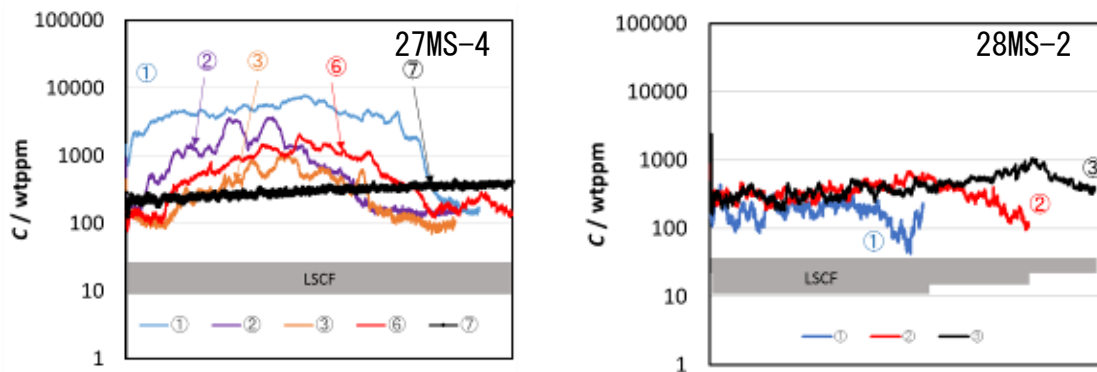 27MS-4
C / wtppm
100000
10000
1000
100
10
1
①
②
③
⑥
⑦
LSCF
① ② ③ ⑥ ⑦
28MS-2
C / wtppm
100000
10000
1000
100
10
1
③
②
①
LSCF
① ② ③